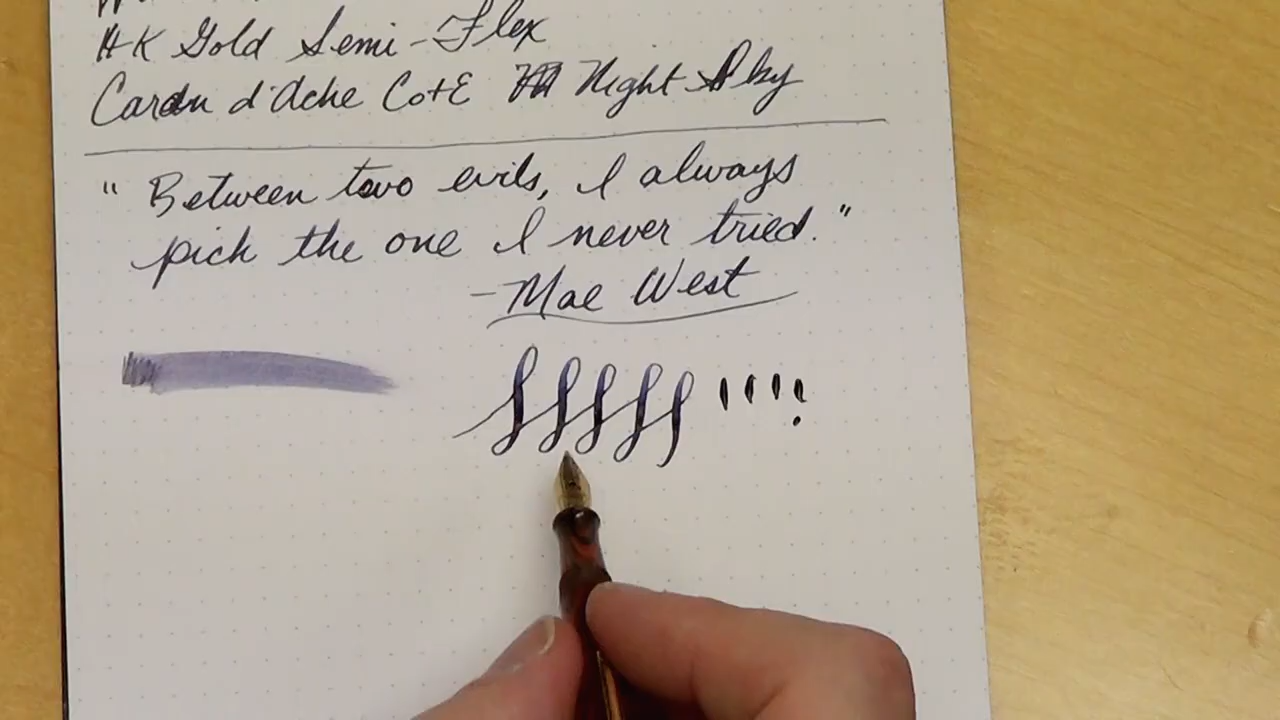 14K Gold Semi-Flex
Caran d'Ache CotE Night Sky
"Between two evils, I always
pick the one I never tried."
-Mae West